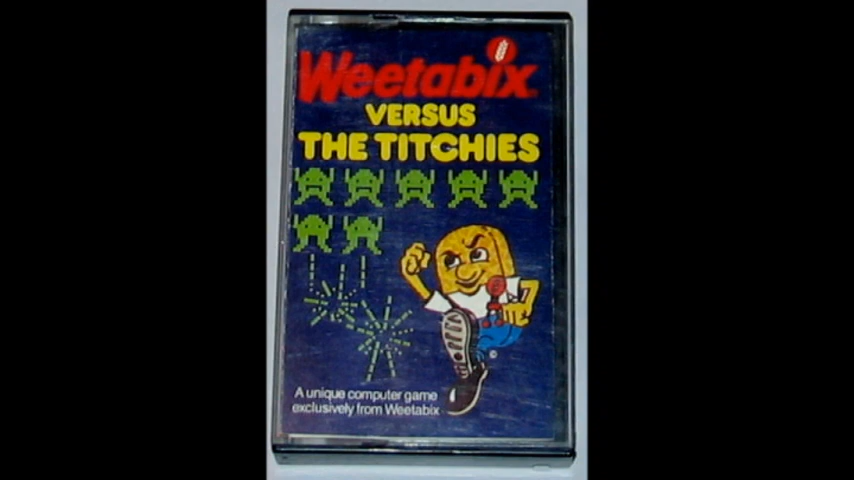 Weetabix
VERSUS
THE TITCHIES
A unique computer game
exclusively from Weetabix